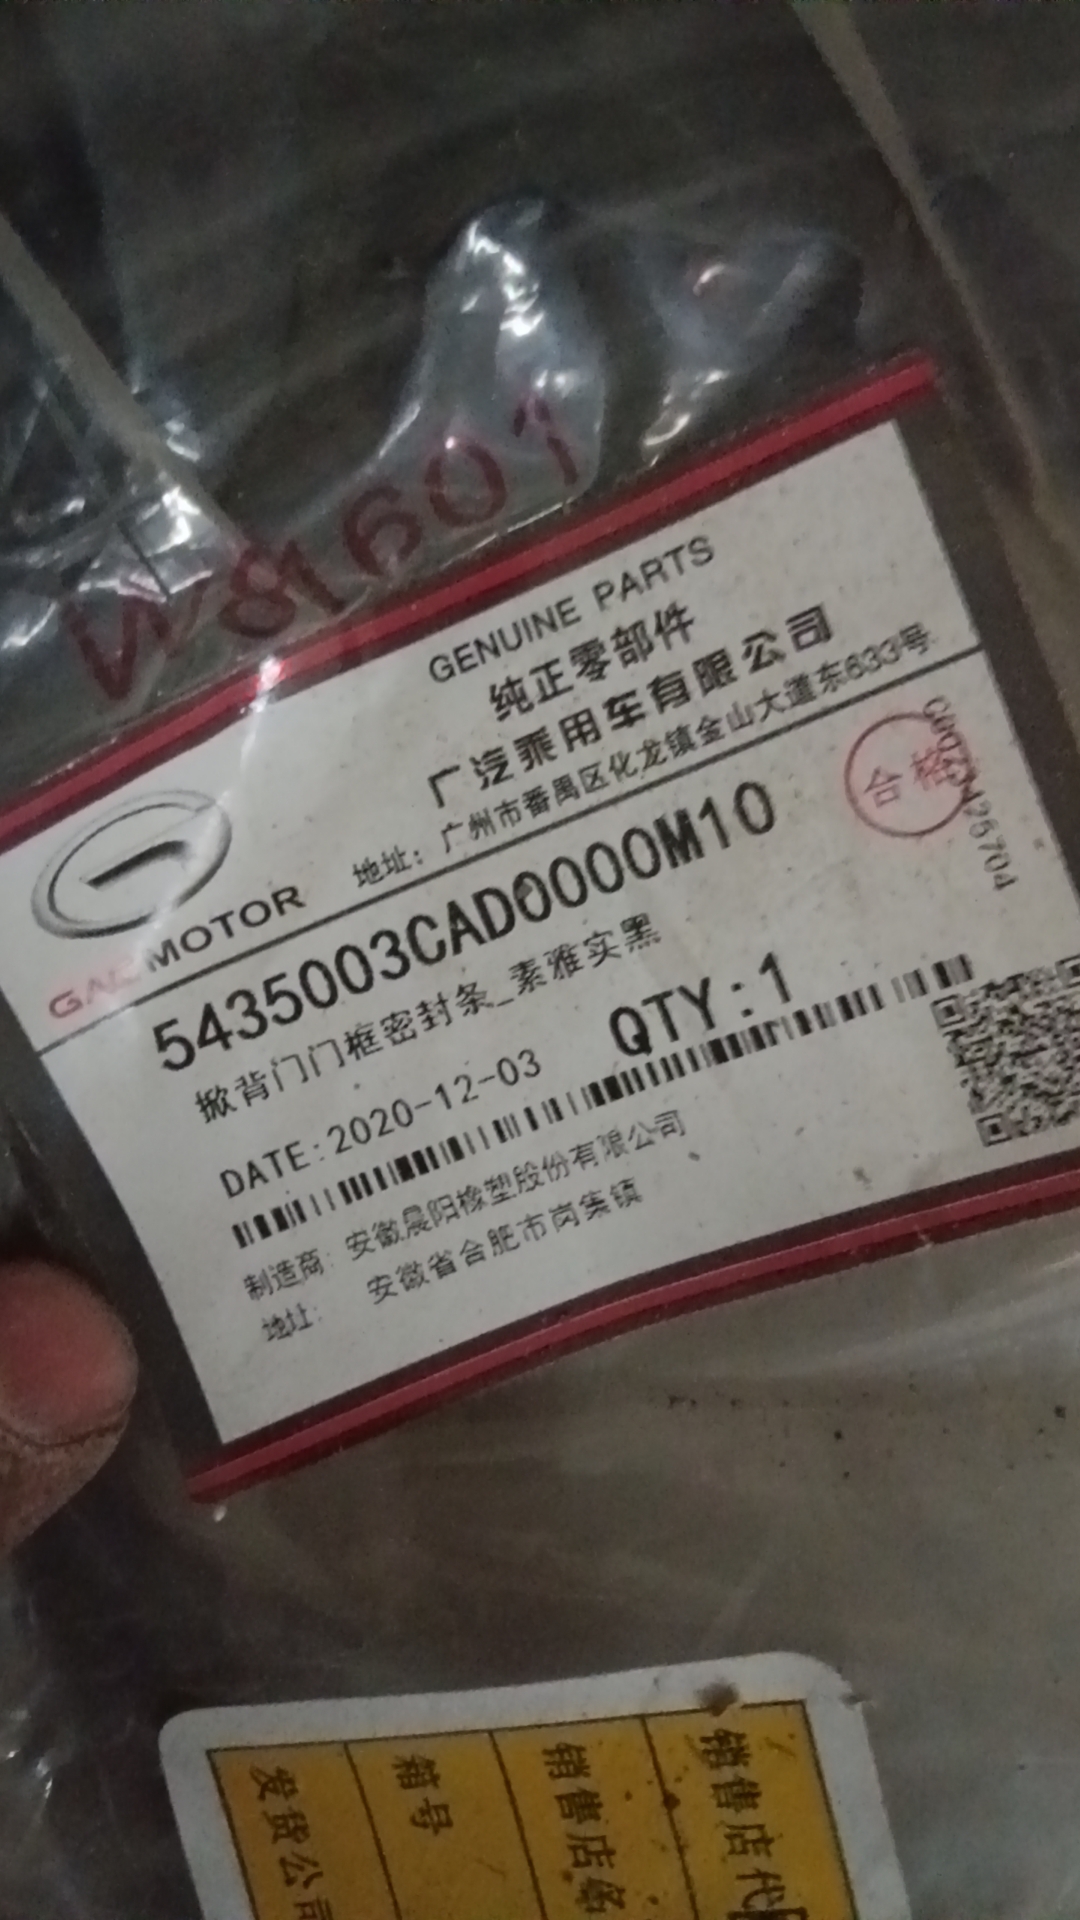 GENUINE PARTS
纯正零部件
广汽乘用车有限公司
地址：广州市番禺区化龙镇金山大道东633号
GAC MOTOR
合格
5435003CAD0000M10
掀背门门框密封条_素雅实黑
DATE:2020-12-03
QTY:1
制造商: 安徽晨阳橡塑股份有限公司
地址: 安徽省合肥市岗集镇
销售店代
销售店名
箱号
发货公司